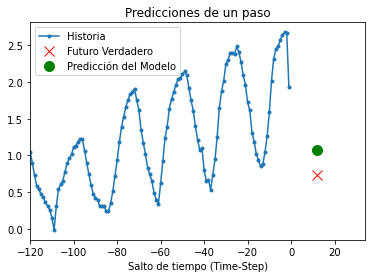 Predicciones de un paso
Historia
Futuro Verdadero
Predicción del Modelo
2.5
2.0
1.5
1.0
0.5
0.0
−120 −100 −80 −60 −40 −20 0 20
Salto de tiempo (Time-Step)